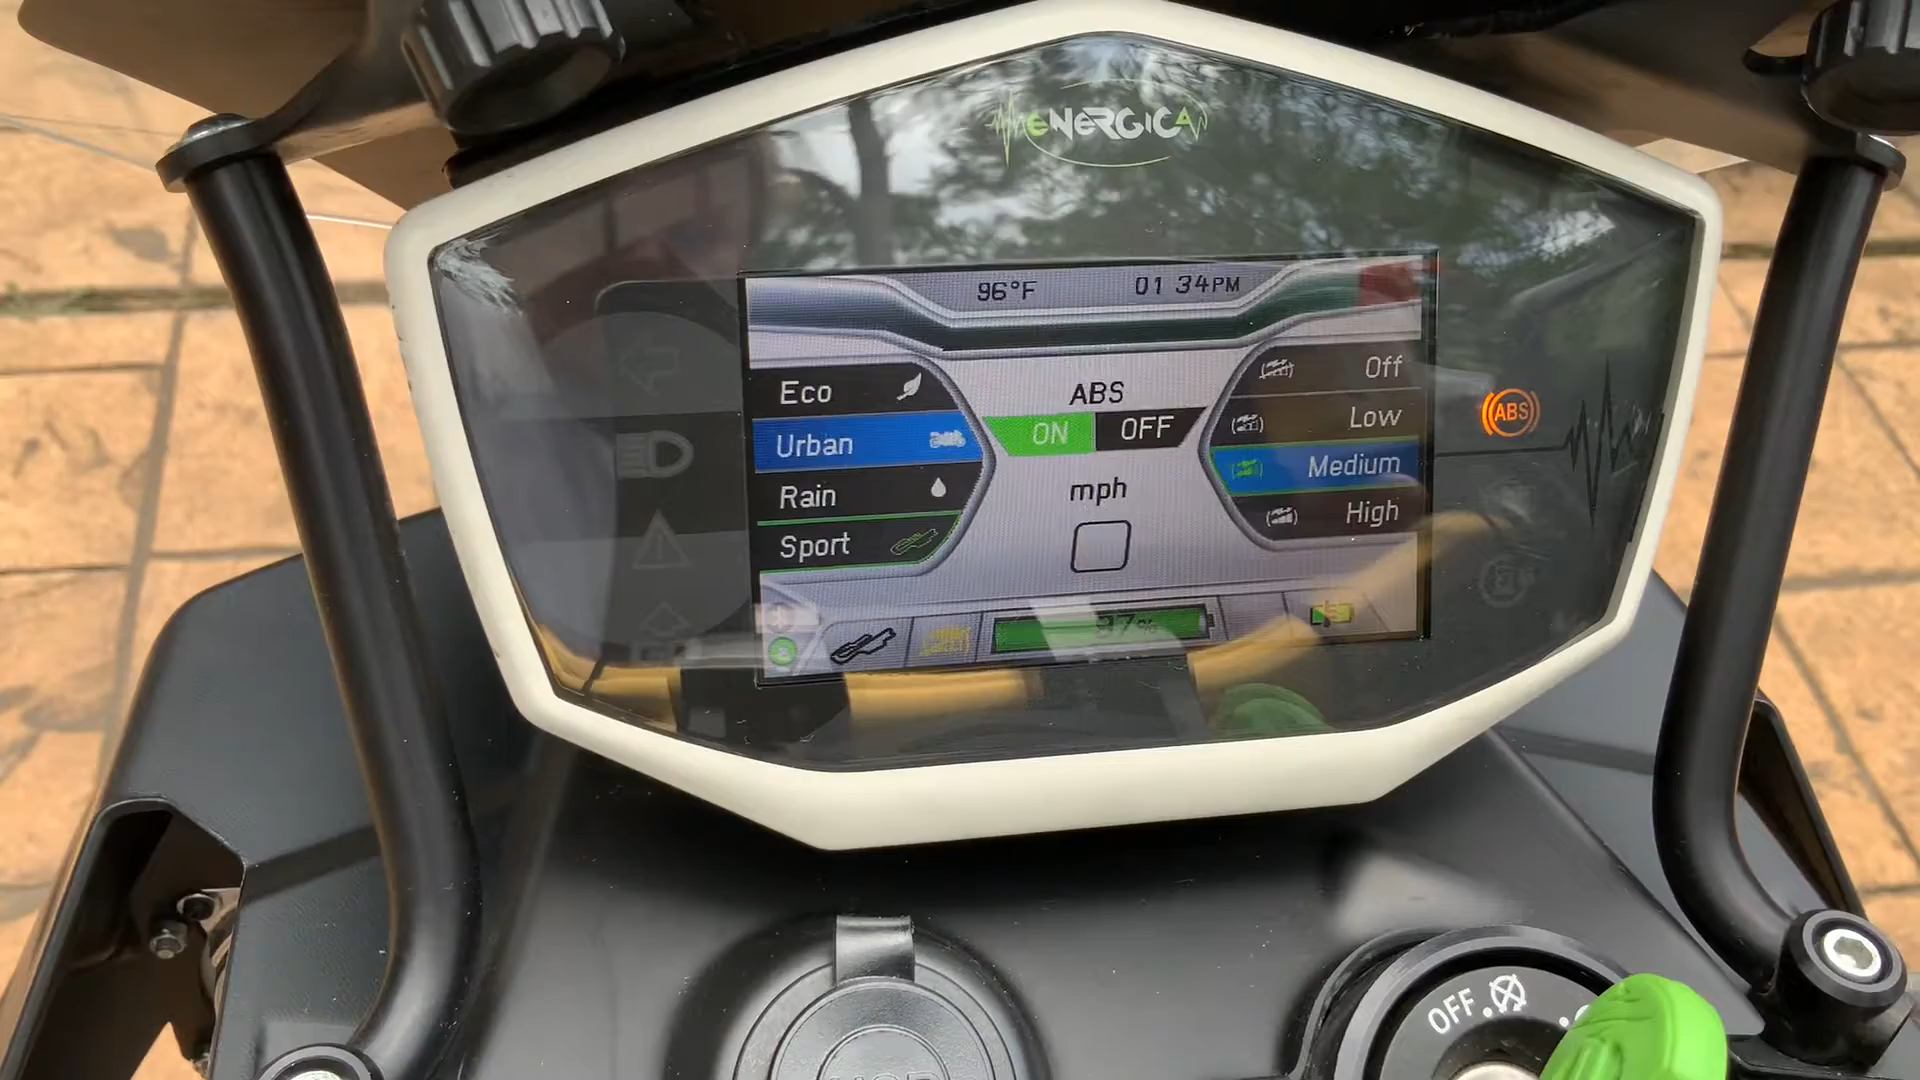 eNeRGICA
96°F
01 34PM
Eco
Urban
Rain
Sport
ABS
ON
OFF
mph
Off
Low
Medium
High
ABS
OFF